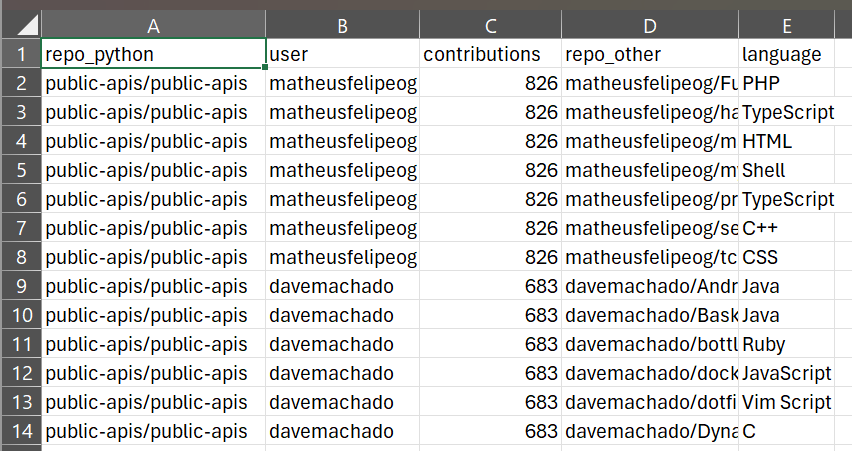 A B C D E
1 repo_python user contributions repo_other language
2 public-apis/public-apis matheusfelipeog 826 matheusfelipeog/Fu PHP
3 public-apis/public-apis matheusfelipeog 826 matheusfelipeog/ha TypeScript
4 public-apis/public-apis matheusfelipeog 826 matheusfelipeog/m HTML
5 public-apis/public-apis matheusfelipeog 826 matheusfelipeog/m Shell
6 public-apis/public-apis matheusfelipeog 826 matheusfelipeog/pr TypeScript
7 public-apis/public-apis matheusfelipeog 826 matheusfelipeog/se C++
8 public-apis/public-apis matheusfelipeog 826 matheusfelipeog/tc CSS
9 public-apis/public-apis davemachado 683 davemachado/Andr Java
10 public-apis/public-apis davemachado 683 davemachado/Bask Java
11 public-apis/public-apis davemachado 683 davemachado/bottl Ruby
12 public-apis/public-apis davemachado 683 davemachado/dock JavaScript
13 public-apis/public-apis davemachado 683 davemachado/dotfi Vim Script
14 public-apis/public-apis davemachado 683 davemachado/Dyna C